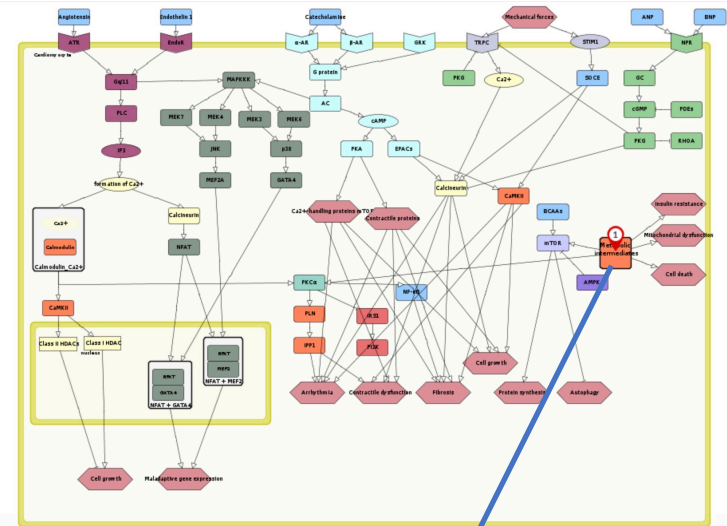 Angiotensin
Endothelin 1
Catecholamine
Mechanical forces
ANP
BNP
ATR
EndoR
α-AR
β-AR
GRK
TRPC
STIM1
NPR
Cardiomyocyte
Gq11
MAPKKK
G protein
PKG
Ca2+
SOCE
GC
AC
PLC
MEK7
MEK4
MEK3
MEK6
cAMP
cGMP
PDEs
IP3
JNK
p38
PKA
EPACs
PKG
RHOA
formation of Ca2+
MEF2A
GATA4
Calcineurin
CaMKII
Ca2+
Calmodulin
Calmodulin_Ca2+
Calcineurin
NFAT
Ca2+handling proteins
mTOR
Contractile proteins
BCAAs
mTOR
1
Metabolic
intermediates
Insulin resistance
Mitochondrial dysfunction
Cell death
AMPK
PKCα
NF-κB
CaMKII
PLN
IRS1
IPP1
PI3K
Class II HDACs
Class I HDAC
nucleus
NFAT
MEF2
NFAT + MEF2
NFAT
GATA4
NFAT + GATA4
Cell growth
Arrhythmia
Contractile dysfunction
Fibrosis
Protein synthesis
Autophagy
Cell growth
Maladaptive gene expression